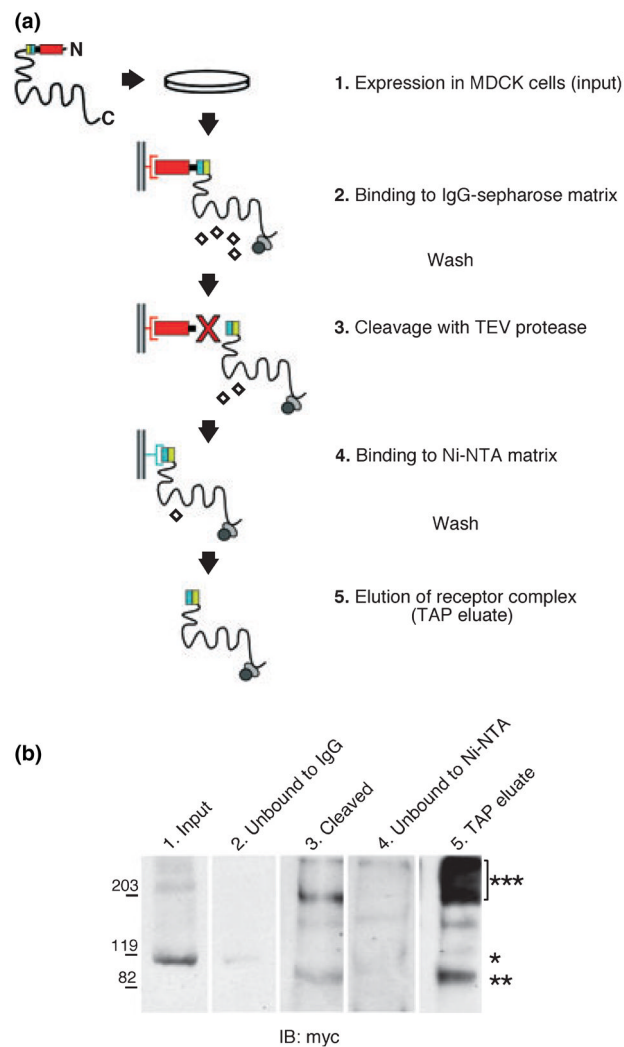 (a)
N
C
1. Expression in MDCK cells (input)
2. Binding to IgG-sepharose matrix
Wash
X
3. Cleavage with TEV protease
4. Binding to Ni-NTA matrix
Wash
5. Elution of receptor complex
(TAP eluate)
(b)
1. Input
2. Unbound to IgG
3. Cleaved
4. Unbound to Ni-NTA
5. TAP eluate
203
***
119
*
82
**
IB: myc